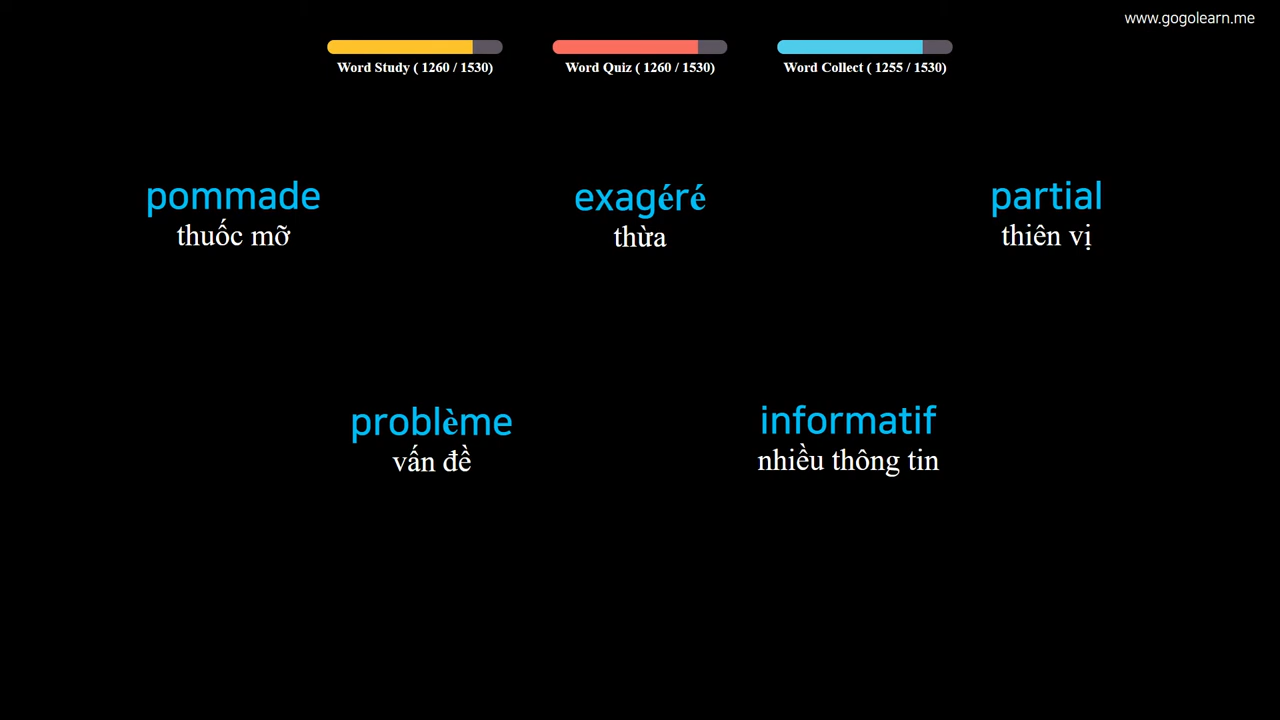 www.gogolearn.me
Word Study ( 1260 / 1530)
Word Quiz ( 1260 / 1530)
Word Collect ( 1255 / 1530)
pommade
thuốc mỡ
exagéré
thừa
partial
thiên vị
problème
vấn đề
informatif
nhiều thông tin